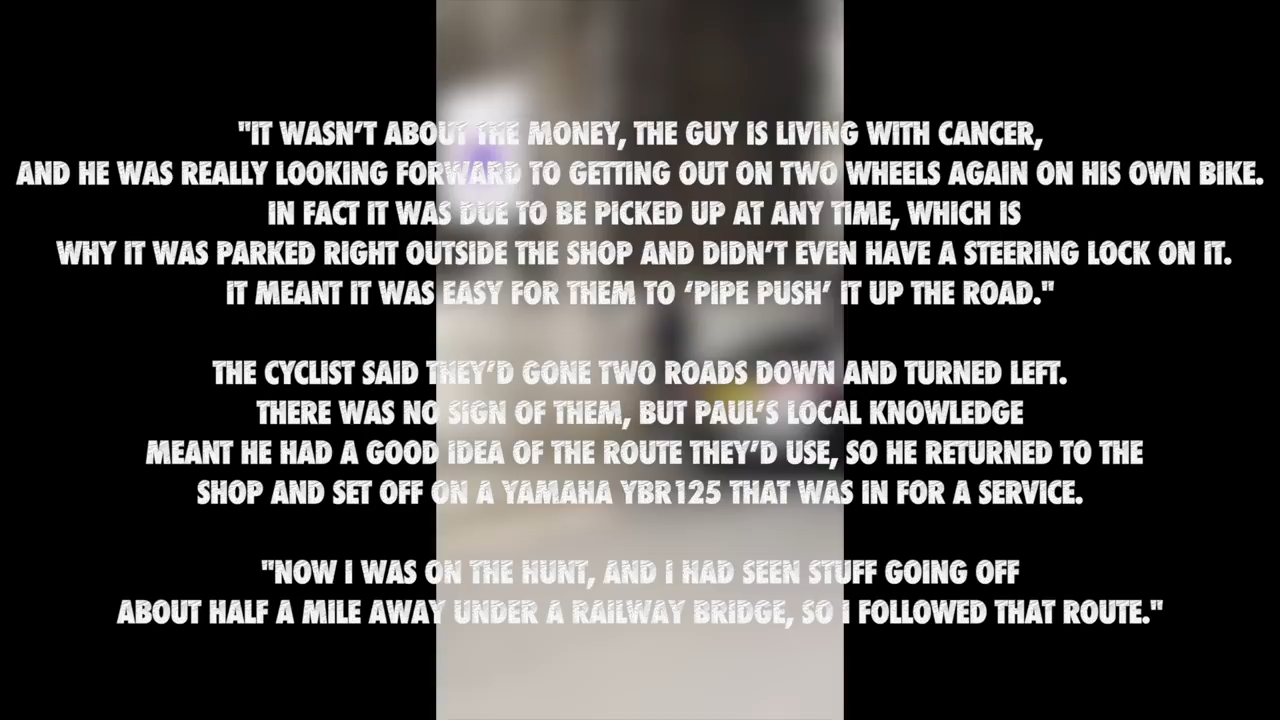 "IT WASN'T ABOUT THE MONEY, THE GUY IS LIVING WITH CANCER,
AND HE WAS REALLY LOOKING FORWARD TO GETTING OUT ON TWO WHEELS AGAIN ON HIS OWN BIKE.
IN FACT IT WAS DUE TO BE PICKED UP AT ANY TIME, WHICH IS
WHY IT WAS PARKED RIGHT OUTSIDE THE SHOP AND DIDN'T EVEN HAVE A STEERING LOCK ON IT.
IT MEANT IT WAS EASY FOR THEM TO 'PIPE PUSH' IT UP THE ROAD."
THE CYCLIST SAID THEY'D GONE TWO ROADS DOWN AND TURNED LEFT.
THERE WAS NO SIGN OF THEM, BUT PAUL'S LOCAL KNOWLEDGE
MEANT HE HAD A GOOD IDEA OF THE ROUTE THEY'D USE, SO HE RETURNED TO THE
SHOP AND SET OFF ON A YAMAHA YBR125 THAT WAS IN FOR A SERVICE.
"NOW I WAS ON THE HUNT, AND I HAD SEEN STUFF GOING OFF
ABOUT HALF A MILE AWAY UNDER A RAILWAY BRIDGE, SO I FOLLOWED THAT ROUTE."